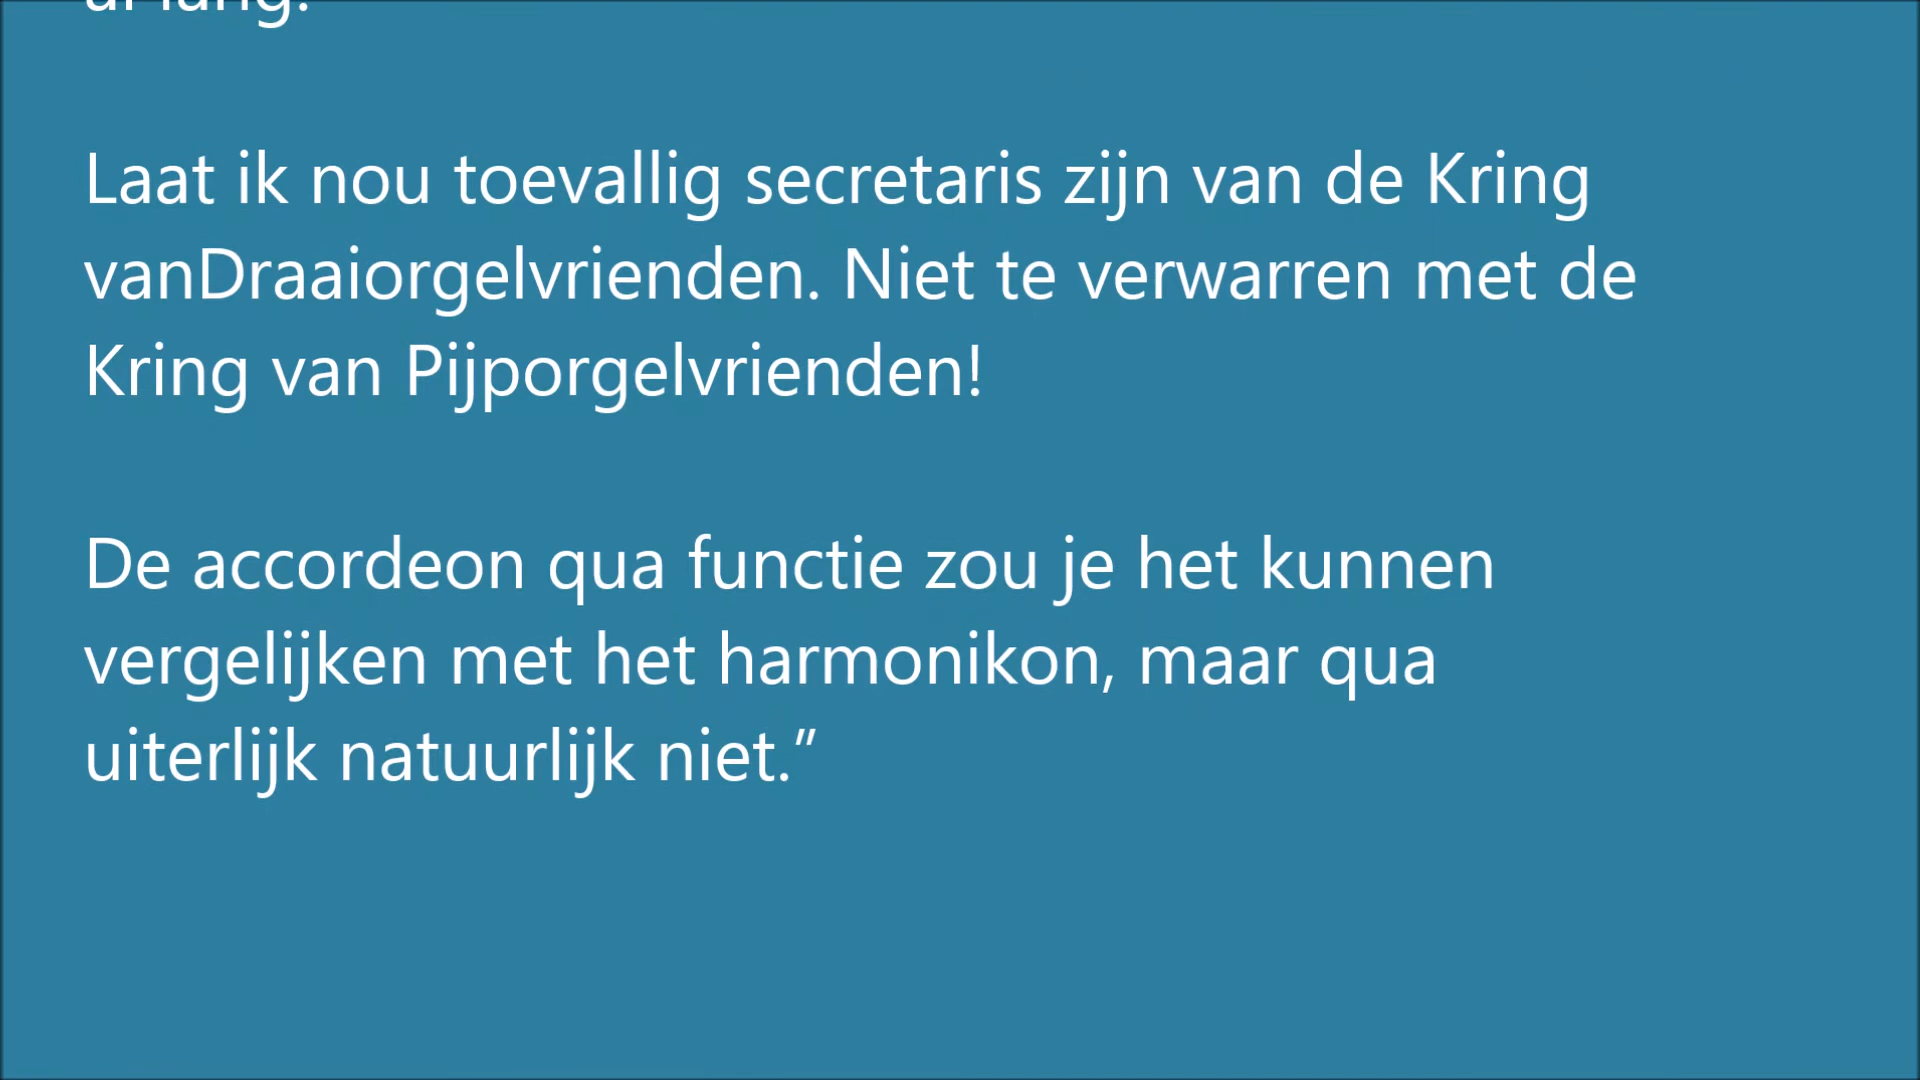 Laat ik nou toevallig secretaris zijn van de Kring
vanDraaiorgelvrienden. Niet te verwarren met de
Kring van Pijporgelvrienden!
De accordeon qua functie zou je het kunnen
vergelijken met het harmonikon, maar qua
uiterlijk natuurlijk niet.”